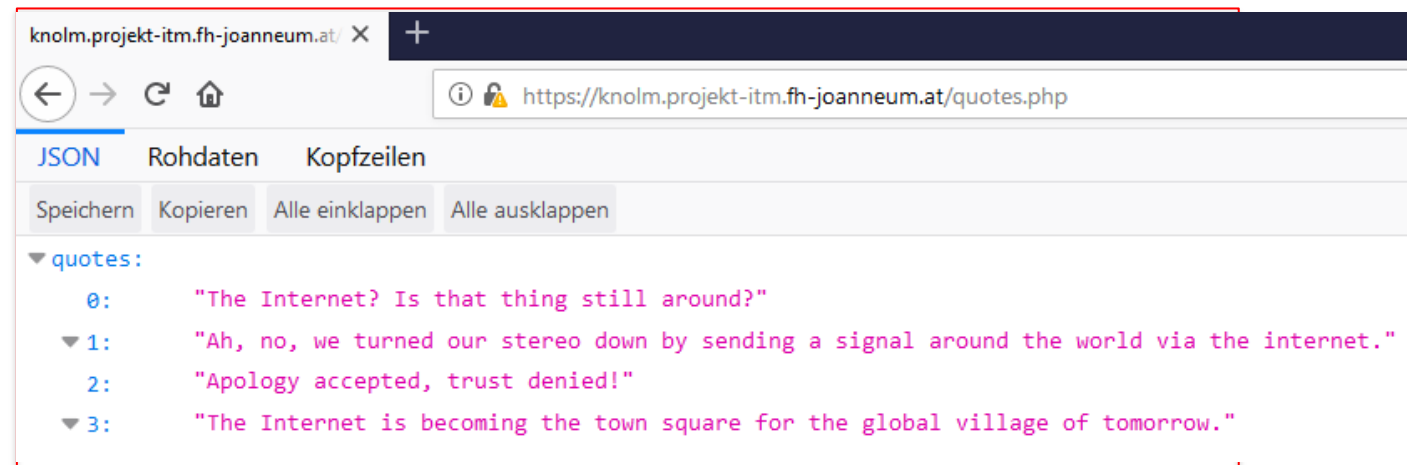 knolm.projekt-itm.fh-joanneum.at/
https://knolm.projekt-itm.fh-joanneum.at/quotes.php
JSON Rohdaten Kopfzeilen
Speichern Kopieren Alle einklappen Alle ausklappen
quotes:
0: "The Internet? Is that thing still around?"
1: "Ah, no, we turned our stereo down by sending a signal around the world via the internet."
2: "Apology accepted, trust denied!"
3: "The Internet is becoming the town square for the global village of tomorrow."